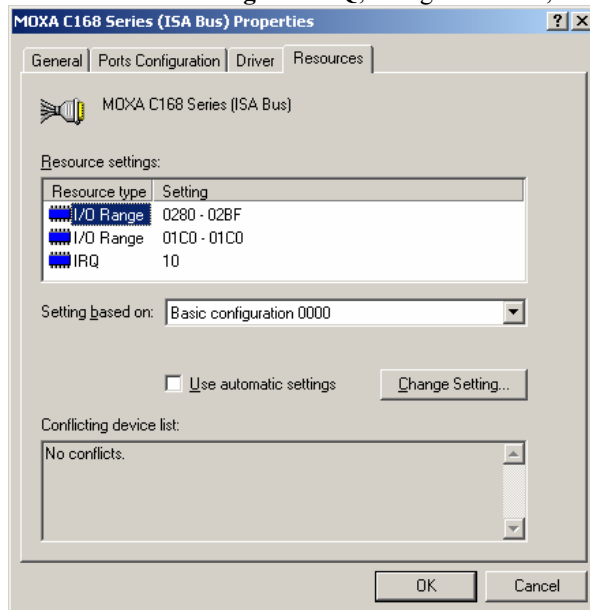 MOXA C168 Series (ISA Bus) Properties
General Ports Configuration Driver Resources
MOXA C168 Series (ISA Bus)
Resource settings:
Resource type Setting
I/O Range 0280 - 02BF
I/O Range 01C0 - 01C0
IRQ 10
Setting based on: Basic configuration 0000
Use automatic settings Change Setting...
Conflicting device list:
No conflicts.
OK Cancel